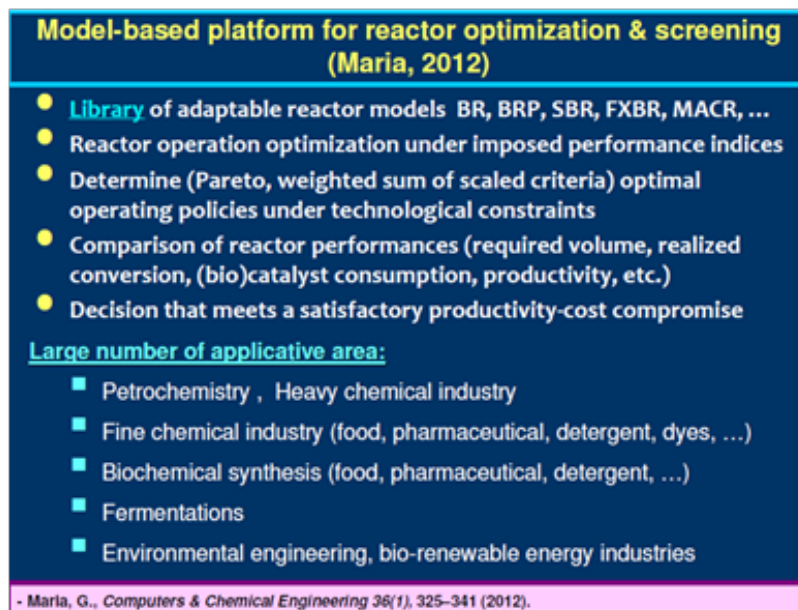 Model-based platform for reactor optimization & screening
(Maria, 2012)
Library of adaptable reactor models BR, BRP, SBR, FXBR, MACR, ...
Reactor operation optimization under imposed performance indices
Determine (Pareto, weighted sum of scaled criteria) optimal
operating policies under technological constraints
Comparison of reactor performances (required volume, realized
conversion, (bio)catalyst consumption, productivity, etc.)
Decision that meets a satisfactory productivity-cost compromise
Large number of applicative area:
Petrochemistry , Heavy chemical industry
Fine chemical industry (food, pharmaceutical, detergent, dyes, ...)
Biochemical synthesis (food, pharmaceutical, detergent, ...)
Fermentations
Environmental engineering, bio-renewable energy industries
- Maria, G., Computers & Chemical Engineering 36(1), 325–341 (2012).